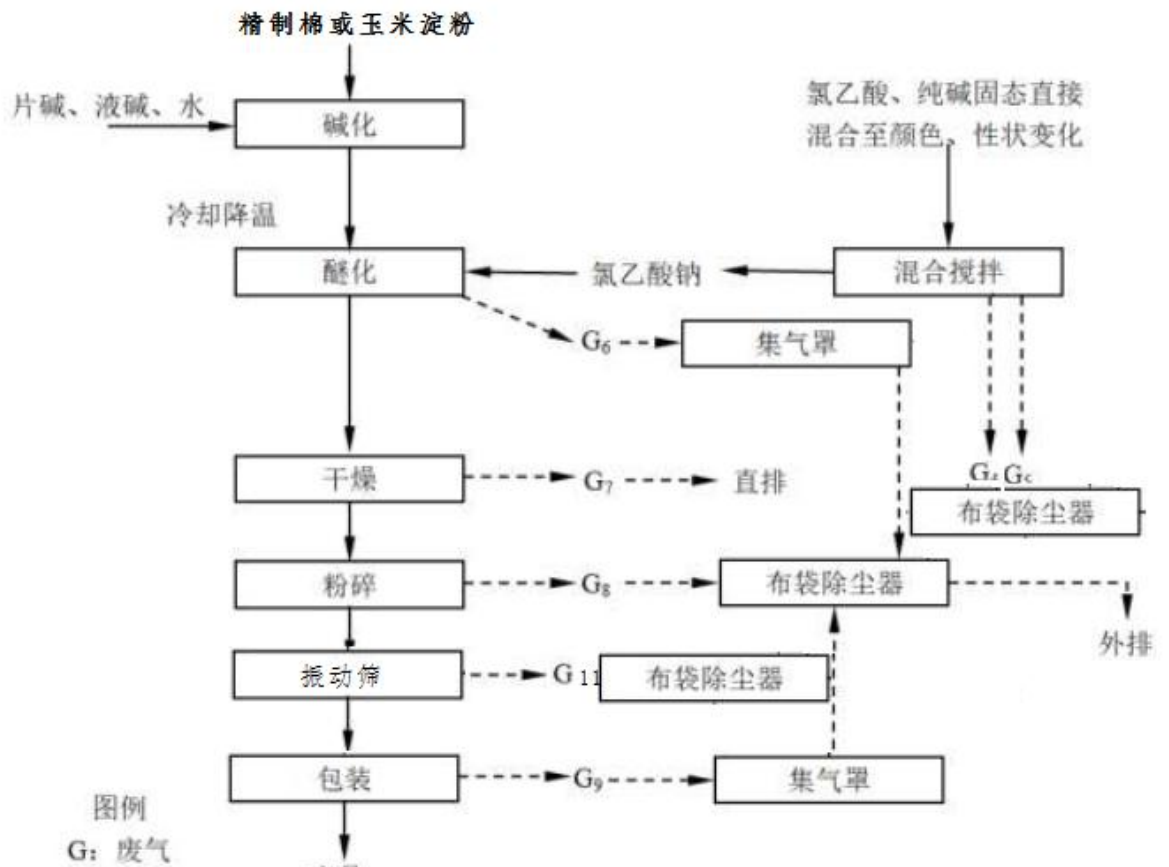 精制棉或玉米淀粉
片碱、液碱、水
碱化
氯乙酸、纯碱固态直接
混合至颜色、性状变化
冷却降温
醚化
氯乙酸钠
混合搅拌
G₆
集气罩
干燥
G₇
直排
布袋除尘器
粉碎
G₈
布袋除尘器
外排
振动筛
G 11
布袋除尘器
包装
G₉
集气罩
图例
G：废气